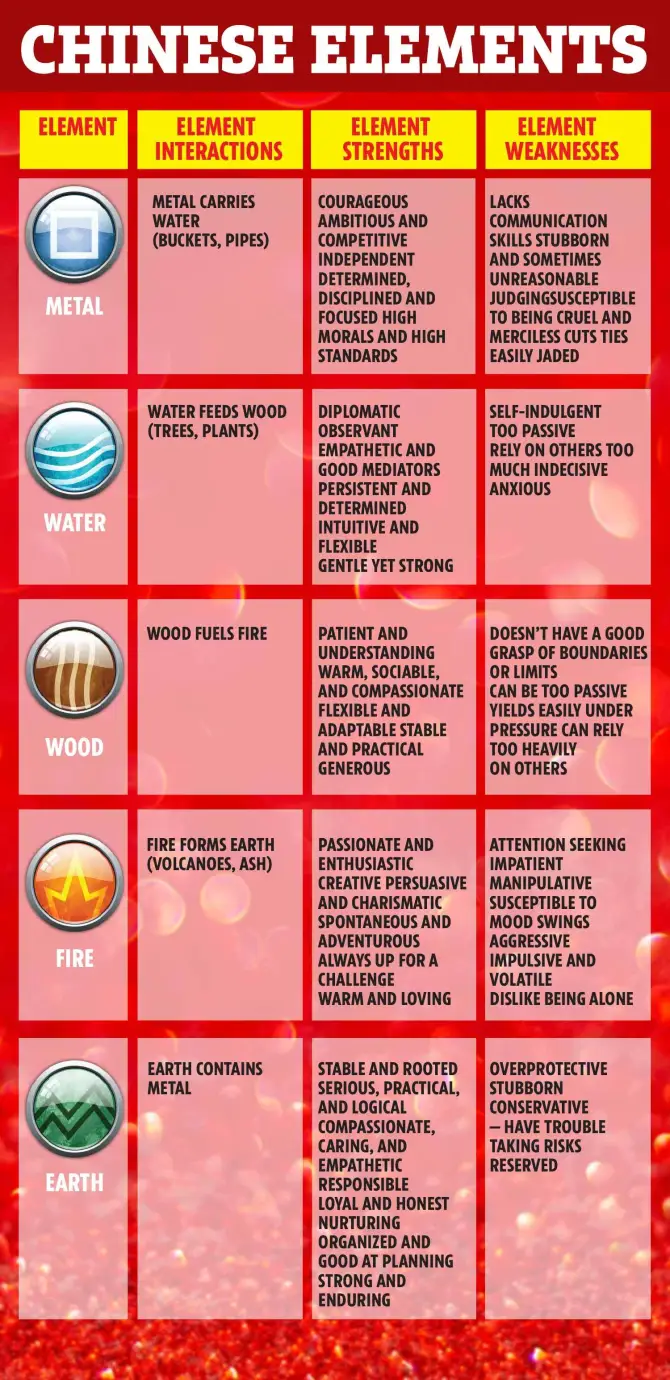 CHINESE ELEMENTS
ELEMENT
ELEMENT
INTERACTIONS
ELEMENT
STRENGTHS
ELEMENT
WEAKNESSES
METAL
METAL CARRIES
WATER
(BUCKETS, PIPES)
COURAGEOUS
AMBITIOUS AND
COMPETITIVE
INDEPENDENT
DETERMINED,
DISCIPLINED AND
FOCUSED HIGH
MORALS AND HIGH
STANDARDS
LACKS
COMMUNICATION
SKILLS STUBBORN
AND SOMETIMES
UNREASONABLE
JUDGINGSUSCEPTIBLE
TO BEING CRUEL AND
MERCILESS CUTS TIES
EASILY JADED
WATER
WATER FEEDS WOOD
(TREES, PLANTS)
DIPLOMATIC
OBSERVANT
EMPATHETIC AND
GOOD MEDIATORS
PERSISTENT AND
DETERMINED
INTUITIVE AND
FLEXIBLE
GENTLE YET STRONG
SELF-INDULGENT
TOO PASSIVE
RELY ON OTHERS TOO
MUCH INDECISIVE
ANXIOUS
WOOD
WOOD FUELS FIRE
PATIENT AND
UNDERSTANDING
WARM, SOCIABLE,
AND COMPASSIONATE
FLEXIBLE AND
ADAPTABLE STABLE
AND PRACTICAL
GENEROUS
DOESN'T HAVE A GOOD
GRASP OF BOUNDARIES
OR LIMITS
CAN BE TOO PASSIVE
YIELDS EASILY UNDER
PRESSURE CAN RELY
TOO HEAVILY
ON OTHERS
FIRE
FIRE FORMS EARTH
(VOLCANOES, ASH)
PASSIONATE AND
ENTHUSIASTIC
CREATIVE PERSUASIVE
AND CHARISMATIC
SPONTANEOUS AND
ADVENTUROUS
ALWAYS UP FOR A
CHALLENGE
WARM AND LOVING
ATTENTION SEEKING
IMPATIENT
MANIPULATIVE
SUSCEPTIBLE TO
MOOD SWINGS
AGGRESSIVE
IMPULSIVE AND
VOLATILE
DISLIKE BEING ALONE
EARTH
EARTH CONTAINS
METAL
STABLE AND ROOTED
SERIOUS, PRACTICAL,
AND LOGICAL
COMPASSIONATE,
CARING, AND
EMPATHETIC
RESPONSIBLE
LOYAL AND HONEST
NURTURING
ORGANIZED AND
GOOD AT PLANNING
STRONG AND
ENDURING
OVERPROTECTIVE
STUBBORN
CONSERVATIVE
– HAVE TROUBLE
TAKING RISKS
RESERVED